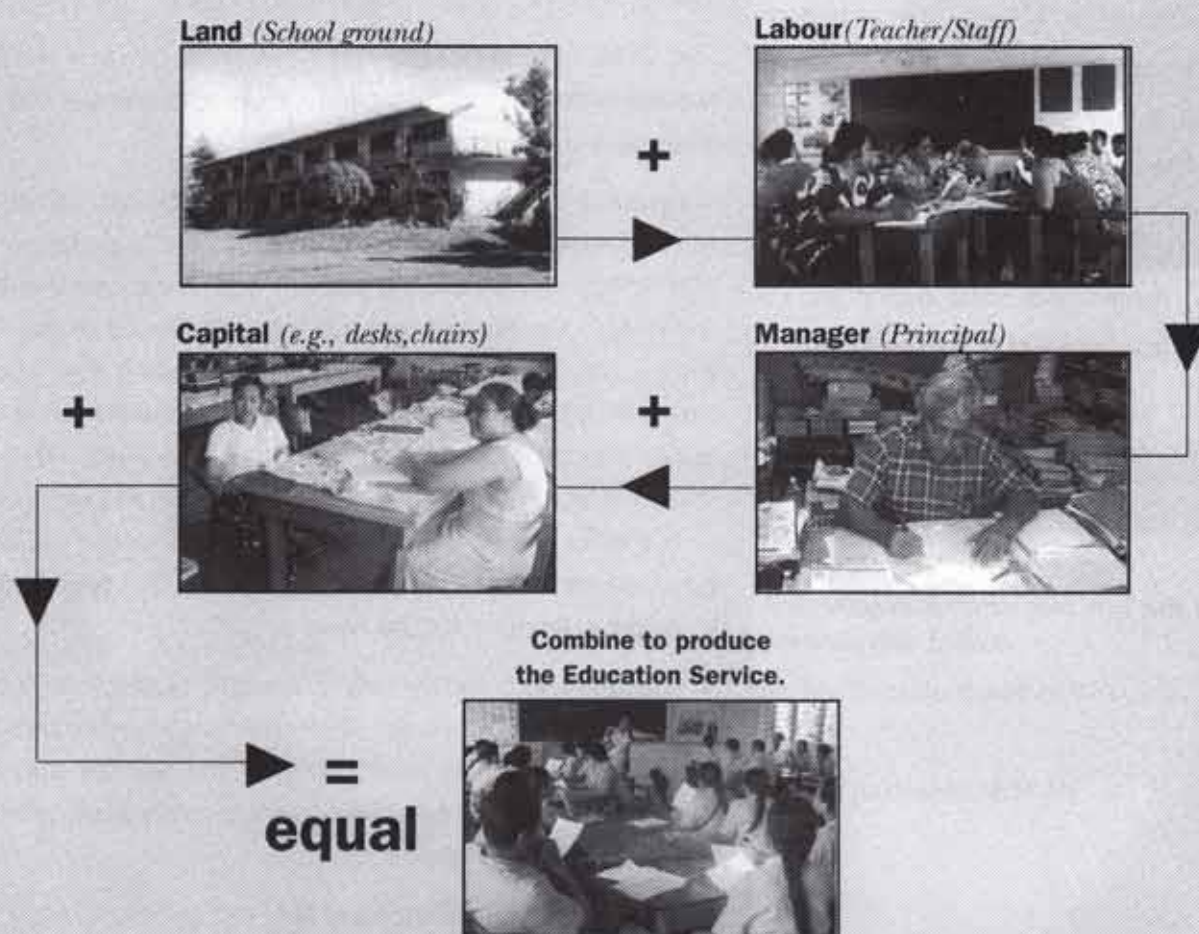 Land (School ground)
+
Labour(Teacher/Staff)
Capital (e.g., desks,chairs)
+
+
Manager (Principal)
Combine to produce
the Education Service.
=
equal